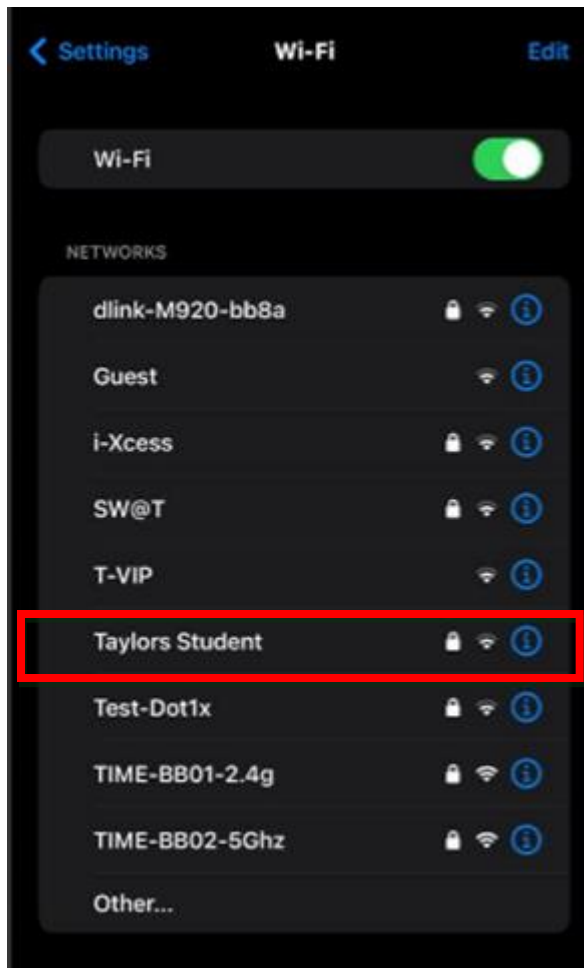 Settings Wi-Fi Edit
Wi-Fi
NETWORKS
dlink-M920-bb8a
Guest
i-Xcess
SW@T
T-VIP
Taylors Student
Test-Dot1x
TIME-BB01-2.4g
TIME-BB02-5Ghz
Other...